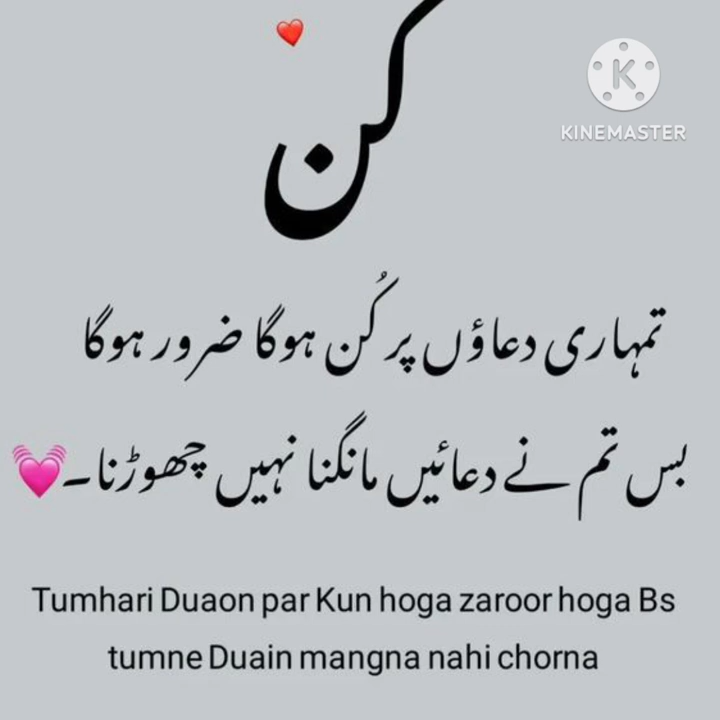 کن
KINEMASTER
تمہاری دعاؤں پر کُن ہوگا ضرور ہوگا
بس تم نے دعائیں مانگنا نہیں چھوڑنا۔
Tumhari Duaon par Kun hoga zaroor hoga Bs
tumne Duain mangna nahi chorna